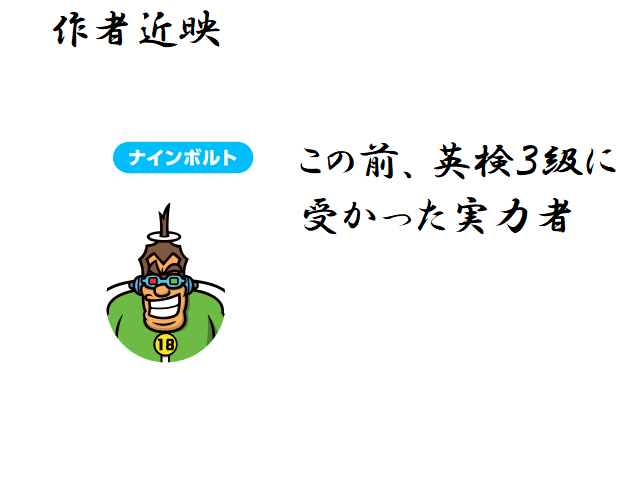 作者近映
ナインボルト
この前、英検3級に
受かった実力者
18